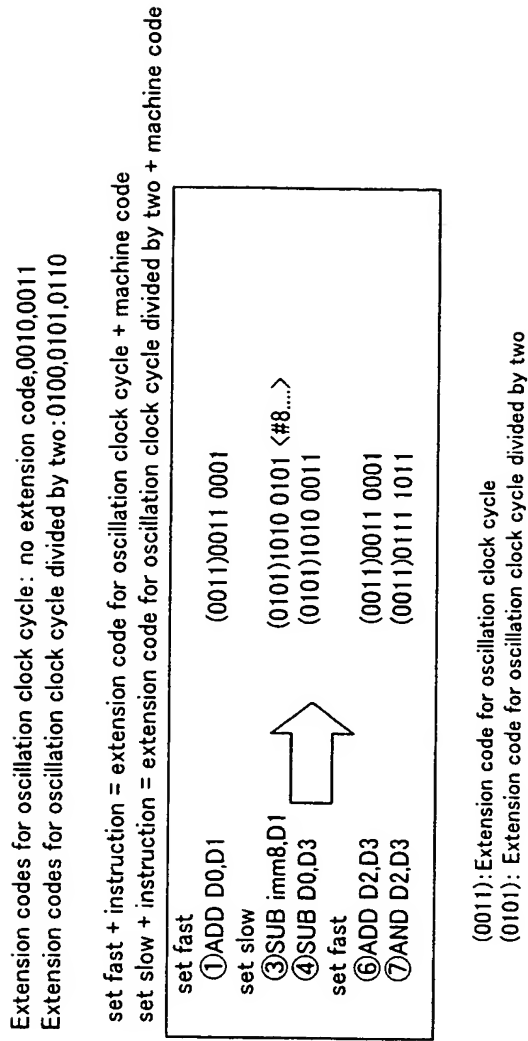 Extension codes for oscillation clock cycle: no extension code,0010,0011
Extension codes for oscillation clock cycle divided by two:0100,0101,0110
set fast + instruction = extension code for oscillation clock cycle + machine code
set slow + instruction = extension code for oscillation clock cycle divided by two + machine code
set fast
①ADD D0,D1 (0011)0011 0001
set slow
③SUB imm8,D1 (0101)1010 0101 <#8....>
④SUB D0,D3 (0101)1010 0011
set fast
⑥ADD D2,D3 (0011)0011 0001
⑦AND D2,D3 (0011)0111 1011
(0011):Extension code for oscillation clock cycle
(0101): Extension code for oscillation clock cycle divided by two